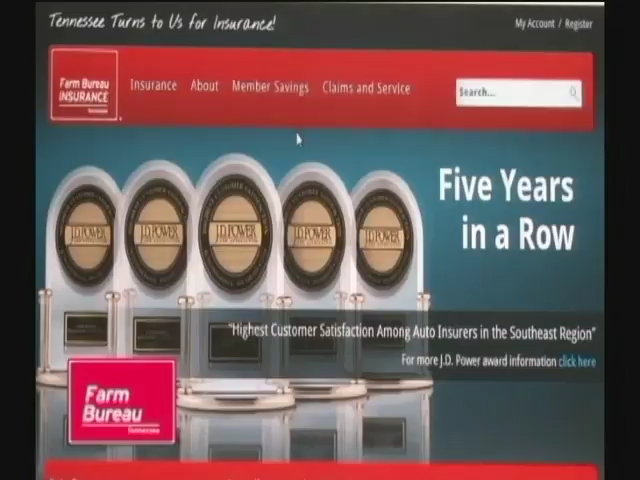 Tennessee Turns to Us for Insurance!
My Account / Register
Farm Bureau
INSURANCE
Tennessee
Insurance
About
Member Savings
Claims and Service
Search...
Five Years
in a Row
J.D. POWER
J.D. POWER
J.D. POWER
J.D. POWER
J.D. POWER
"Highest Customer Satisfaction Among Auto Insurers in the Southeast Region"
For more J.D. Power award information click here
Farm
Bureau
Tennessee